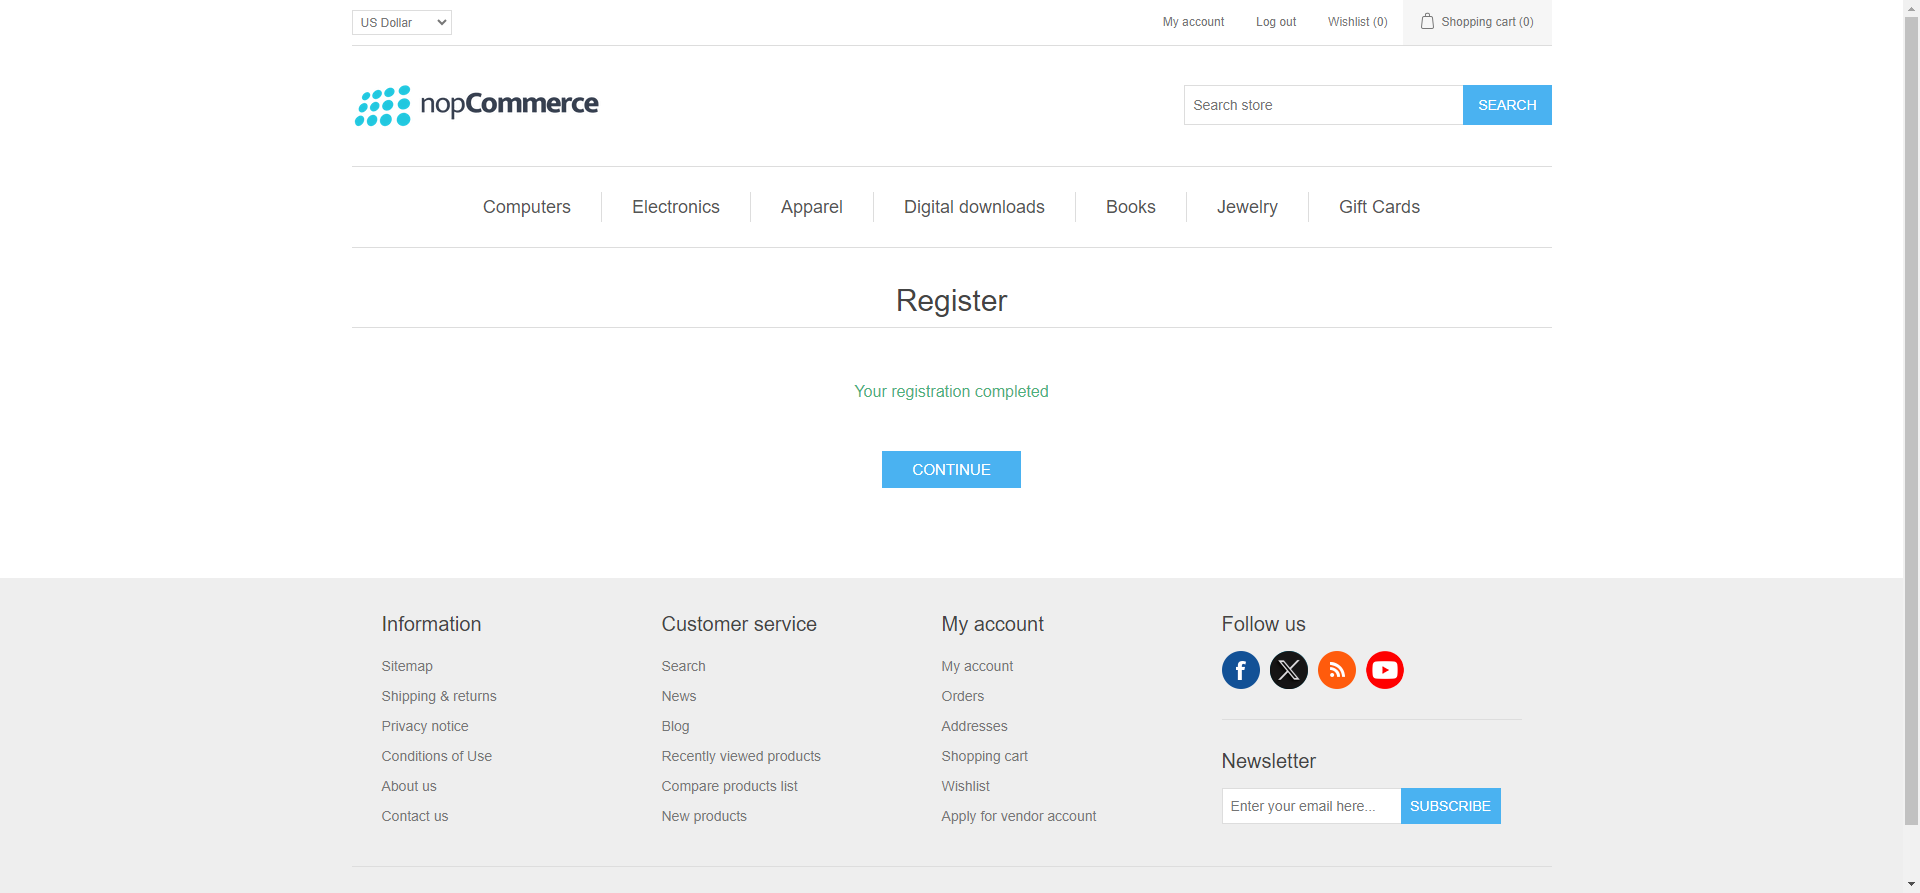 US Dollar
My account
Log out
Wishlist (0)
Shopping cart (0)
nopCommerce
Search store
SEARCH
Computers
Electronics
Apparel
Digital downloads
Books
Jewelry
Gift Cards
Register
Your registration completed
CONTINUE
Information
Sitemap
Shipping & returns
Privacy notice
Conditions of Use
About us
Contact us
Customer service
Search
News
Blog
Recently viewed products
Compare products list
New products
My account
My account
Orders
Addresses
Shopping cart
Wishlist
Apply for vendor account
Follow us
Newsletter
Enter your email here...
SUBSCRIBE